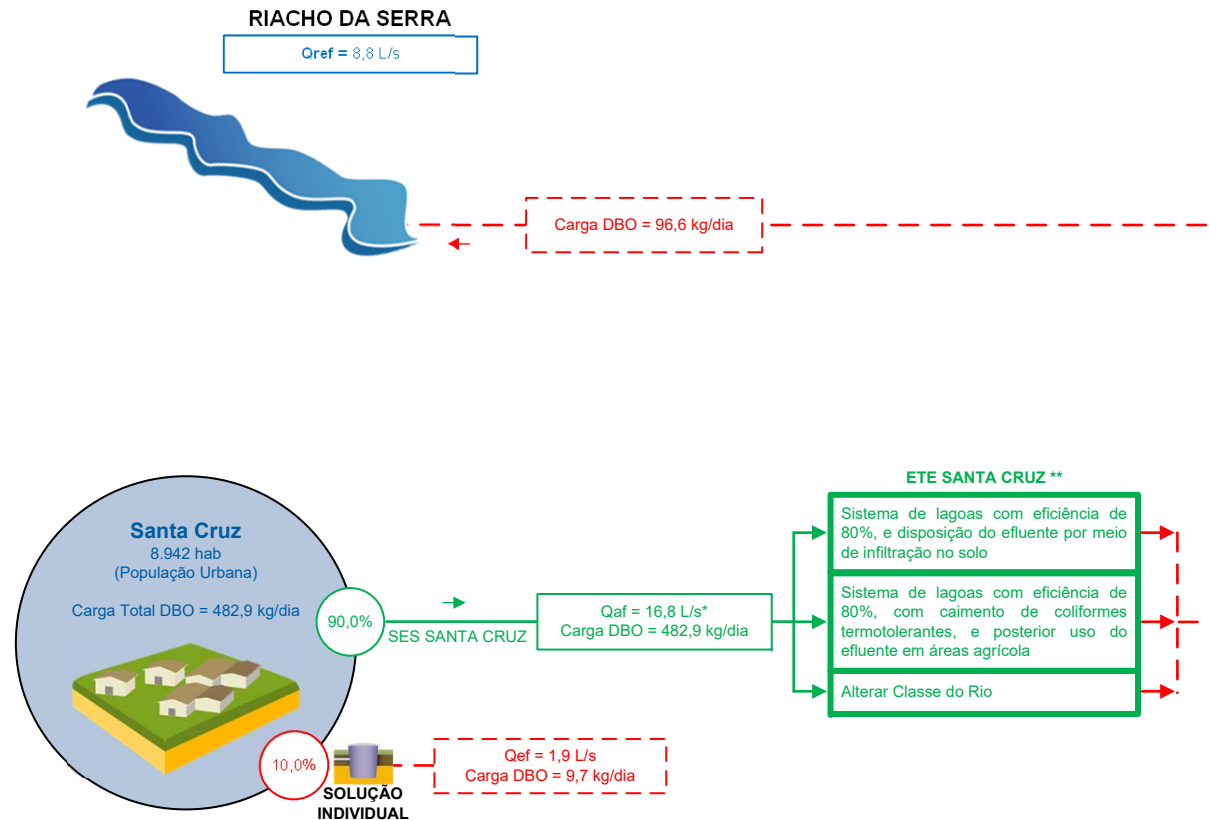 RIACHO DA SERRA
Qref = 8,8 L/s
Carga DBO = 96,6 kg/dia
Santa Cruz
8.942 hab
(População Urbana)
Carga Total DBO = 482,9 kg/dia
90,0%
SES SANTA CRUZ
Qaf = 16,8 L/s*
Carga DBO = 482,9 kg/dia
ETE SANTA CRUZ **
Sistema de lagoas com eficiência de
80%, e disposição do efluente por meio
de infiltração no solo
Sistema de lagoas com eficiência de
80%, com caimento de coliformes
termotolerantes, e posterior uso do
efluente em áreas agrícola
Alterar Classe do Rio
10,0%
SOLUÇÃO
INDIVIDUAL
Qef = 1,9 L/s
Carga DBO = 9,7 kg/dia